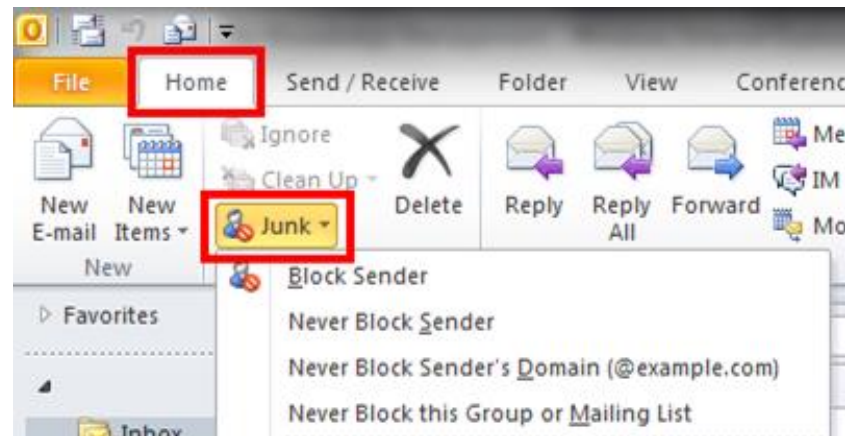 File Home Send / Receive Folder View Conferenc
Ignore
Clean Up
Junk
New E-mail
New Items
Delete
Reply
Reply All
Forward
Me
IM
Mo
New
Block Sender
Never Block Sender
Never Block Sender's Domain (@example.com)
Never Block this Group or Mailing List
Favorites
Inbox